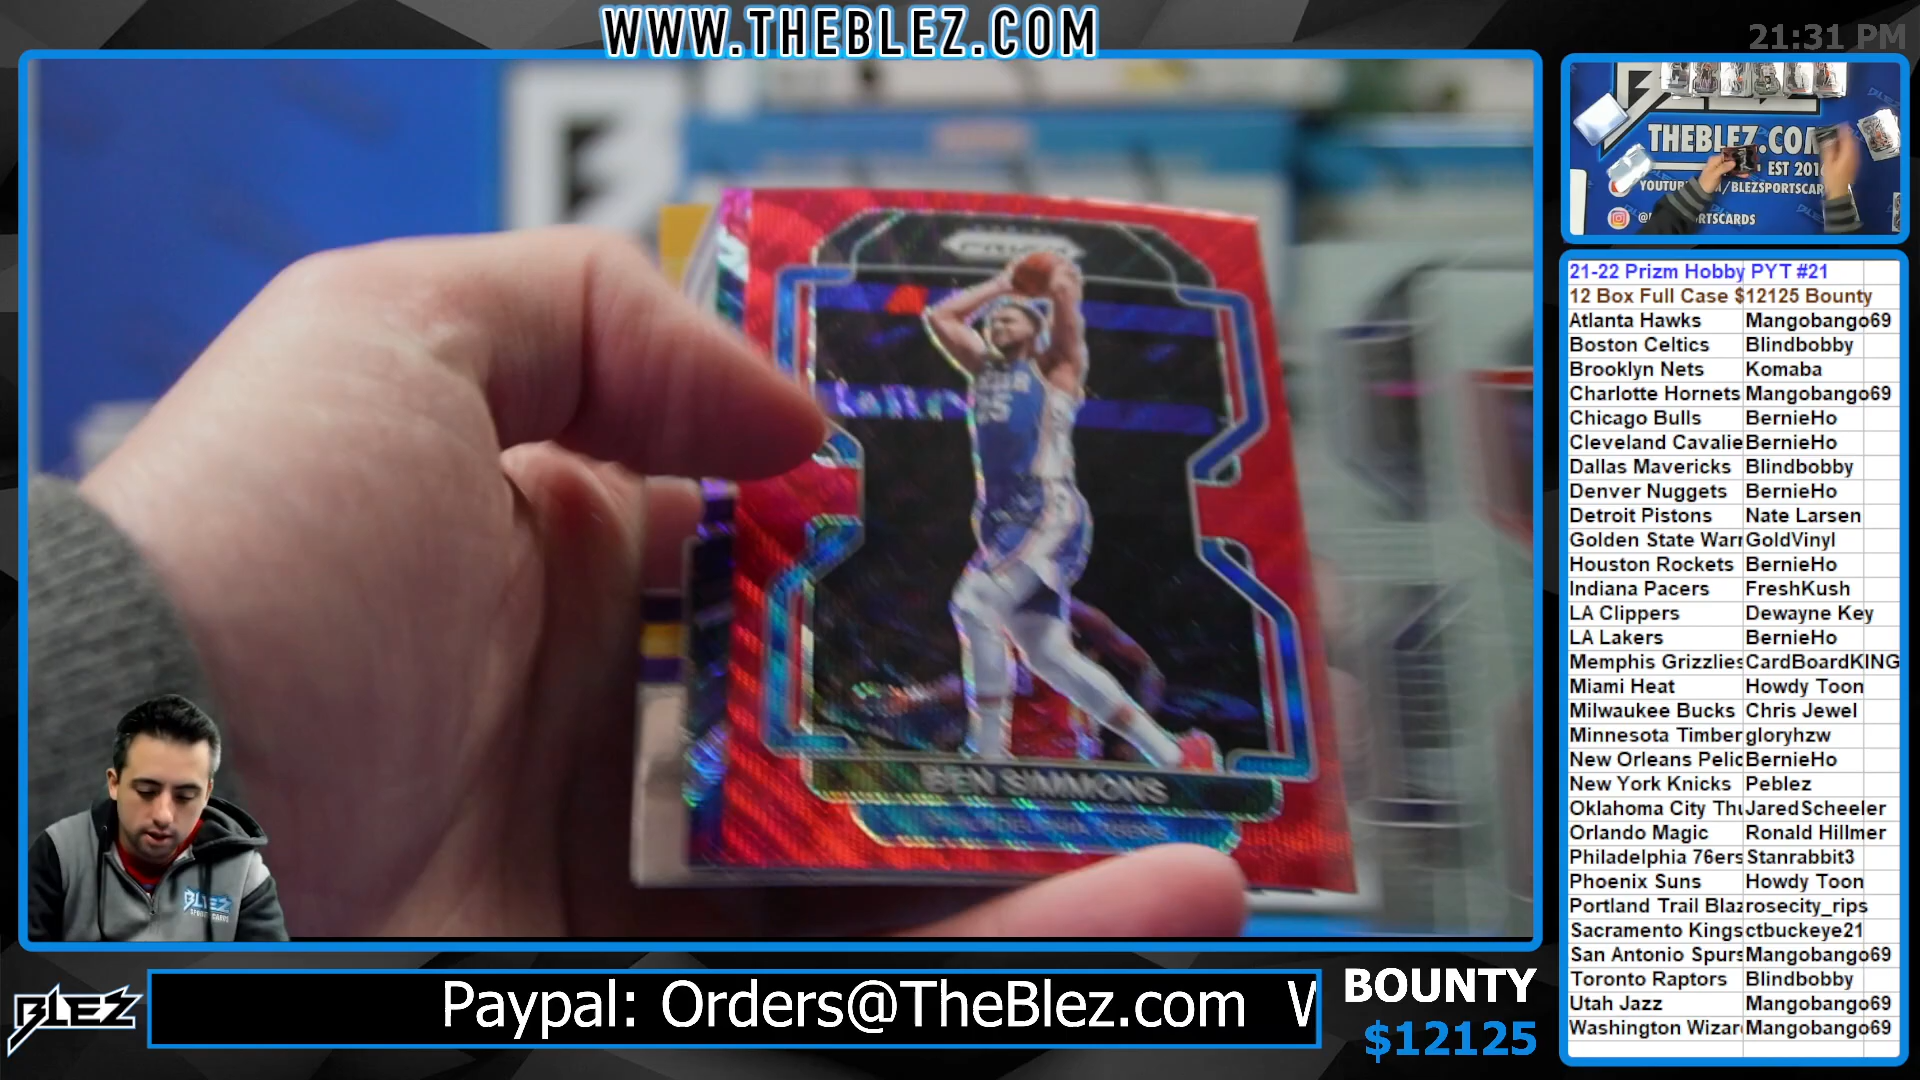 WWW.THEBLEZ.COM
21:31 PM
THEBLEZ.COM
EST 2016
/BLEZSPORTSCAR
RTSCARDS
PRIZM
BEN SIMMONS
PHILADELPHIA 76ERS
25
21-22 Prizm Hobby PYT #21
12 Box Full Case $12125 Bounty
Atlanta Hawks Mangobango69
Boston Celtics Blindbobby
Brooklyn Nets Komaba
Charlotte Hornets Mangobango69
Chicago Bulls BernieHo
Cleveland Cavalie BernieHo
Dallas Mavericks Blindbobby
Denver Nuggets BernieHo
Detroit Pistons Nate Larsen
Golden State Warr GoldVinyl
Houston Rockets BernieHo
Indiana Pacers FreshKush
LA Clippers Dewayne Key
LA Lakers BernieHo
Memphis Grizzlies CardBoardKING
Miami Heat Howdy Toon
Milwaukee Bucks Chris Jewel
Minnesota Timber gloryhzw
New Orleans Pelic BernieHo
New York Knicks Peblez
Oklahoma City Thu JaredScheeler
Orlando Magic Ronald Hillmer
Philadelphia 76ers Stanrabbit3
Phoenix Suns Howdy Toon
Portland Trail Blaz rosecity_rips
Sacramento Kings ctbuckeye21
San Antonio Spurs Mangobango69
Toronto Raptors Blindbobby
Utah Jazz Mangobango69
Washington Wizar Mangobango69
BLEZ
BLEZ
Paypal: Orders@TheBlez.com W
BOUNTY
$12125